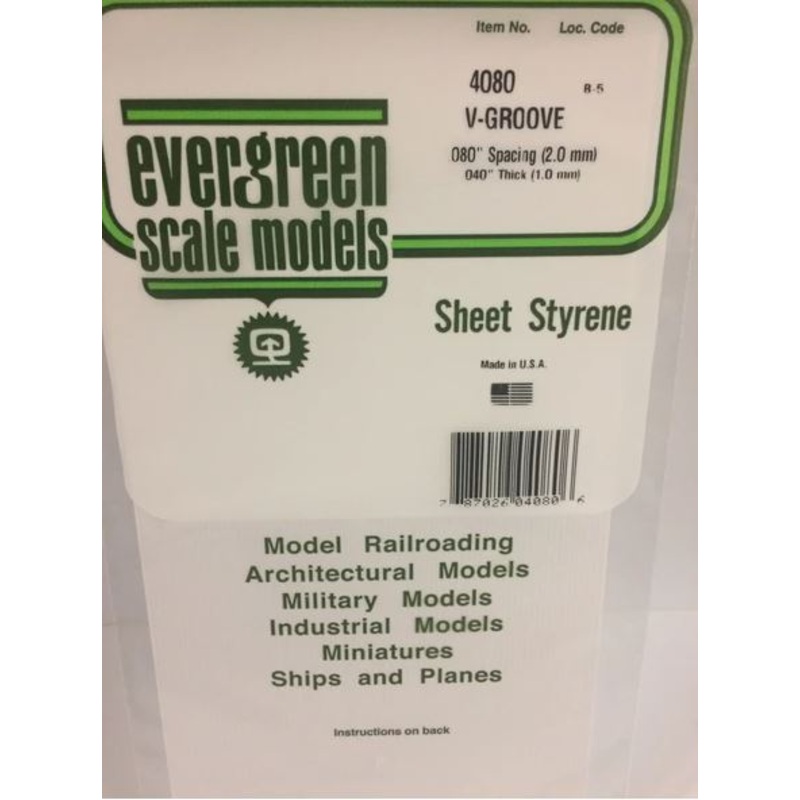 Item No. Loc. Code
4080 B-5
V-GROOVE
080" Spacing (2.0 mm)
040" Thick (1.0 mm)
evergreen
scale models
Sheet Styrene
Made in U.S.A.
7 87026 04080 6
Model Railroading
Architectural Models
Military Models
Industrial Models
Miniatures
Ships and Planes
Instructions on back